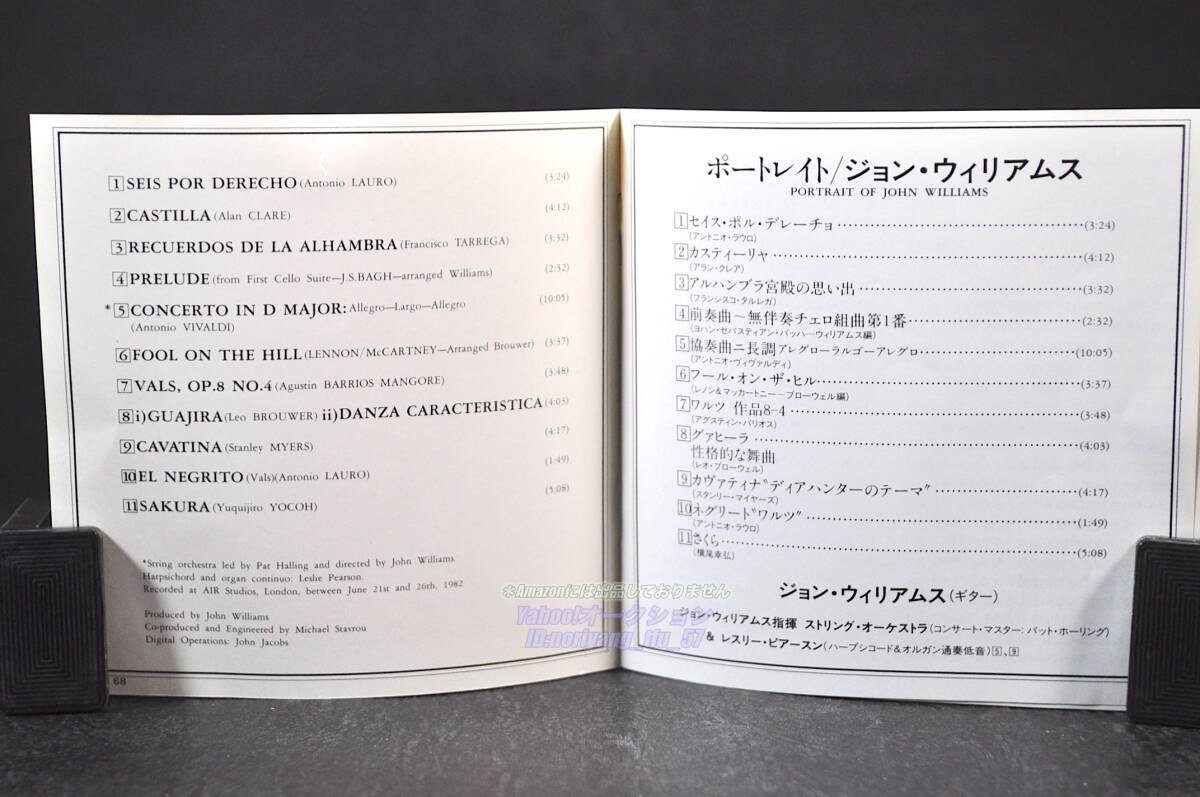 1 SEIS POR DERECHO (Antonio LAURO) (3:24)
2 CASTILLA (Alan CLARE) (4:12)
3 RECUERDOS DE LA ALHAMBRA (Francisco TARREGA) (3:32)
4 PRELUDE (from First Cello Suite—J.S.BAGH—arranged Williams) (2:32)
*5 CONCERTO IN D MAJOR: Allegro—Largo—Allegro (10:05)
(Antonio VIVALDI)
6 FOOL ON THE HILL (LENNON/McCARTNEY—Arranged Brouwer) (3:37)
7 VALS, OP.8 NO.4 (Agustin BARRIOS MANGORE) (3:48)
8 i)GUAJIRA (Leo BROUWER) ii)DANZA CARACTERISTICA (4:03)
9 CAVATINA (Stanley MYERS) (4:17)
10 EL NEGRITO (Vals)(Antonio LAURO) (1:49)
11 SAKURA (Yuquijiro YOCOH) (5:08)
*String orchestra led by Pat Halling and directed by John Williams.
Harpsichord and organ continuo: Leslie Pearson.
Recorded at AIR Studios, London, between June 21st and 26th, 1982
Produced by John Williams
Co-produced and Engineered by Michael Stavrou
Digital Operations: John Jacobs
68
ポートレイト/ジョン・ウィリアムス
PORTRAIT OF JOHN WILLIAMS
1 セイス・ポル・デレーチョ (3:24)
(アントニオ・ラウロ)
2 カスティーリャ (4:12)
(アラン・クレア)
3 アルハンブラ宮殿の思い出 (3:32)
(フランシスコ・タルレガ)
4 前奏曲〜無伴奏チェロ組曲第1番 (2:32)
(ヨハン・セバスティアン・バッハーウィリアムス編)
5 協奏曲ニ長調アレグローラルゴーアレグロ (10:05)
(アントニオ・ヴィヴァルディ)
6 フール・オン・ザ・ヒル (3:37)
(レノン&マッカートニー—ブローウェル編)
7 ワルツ 作品8-4 (3:48)
(アグスティン・バリオス)
8 グァヒーラ (4:03)
性格的な舞曲
(レオ・ブローウェル)
9 カヴァティナ“ディアハンターのテーマ” (4:17)
(スタンリー・マイヤーズ)
10 ネグリート“ワルツ” (1:49)
(アントニオ・ラウロ)
11 さくら (5:08)
(横尾幸弘)
ジョン・ウィリアムス (ギター)
ジョン・ウィリアムス指揮 ストリング・オーケストラ (コンサート・マスター: パット・ホーリング)
& レスリー・ピアースン (ハープシコード&オルガン通奏低音) 5、9
※Amazonには出品しておりません
Yahoo!オークション
ID:noriyang_tfu_57